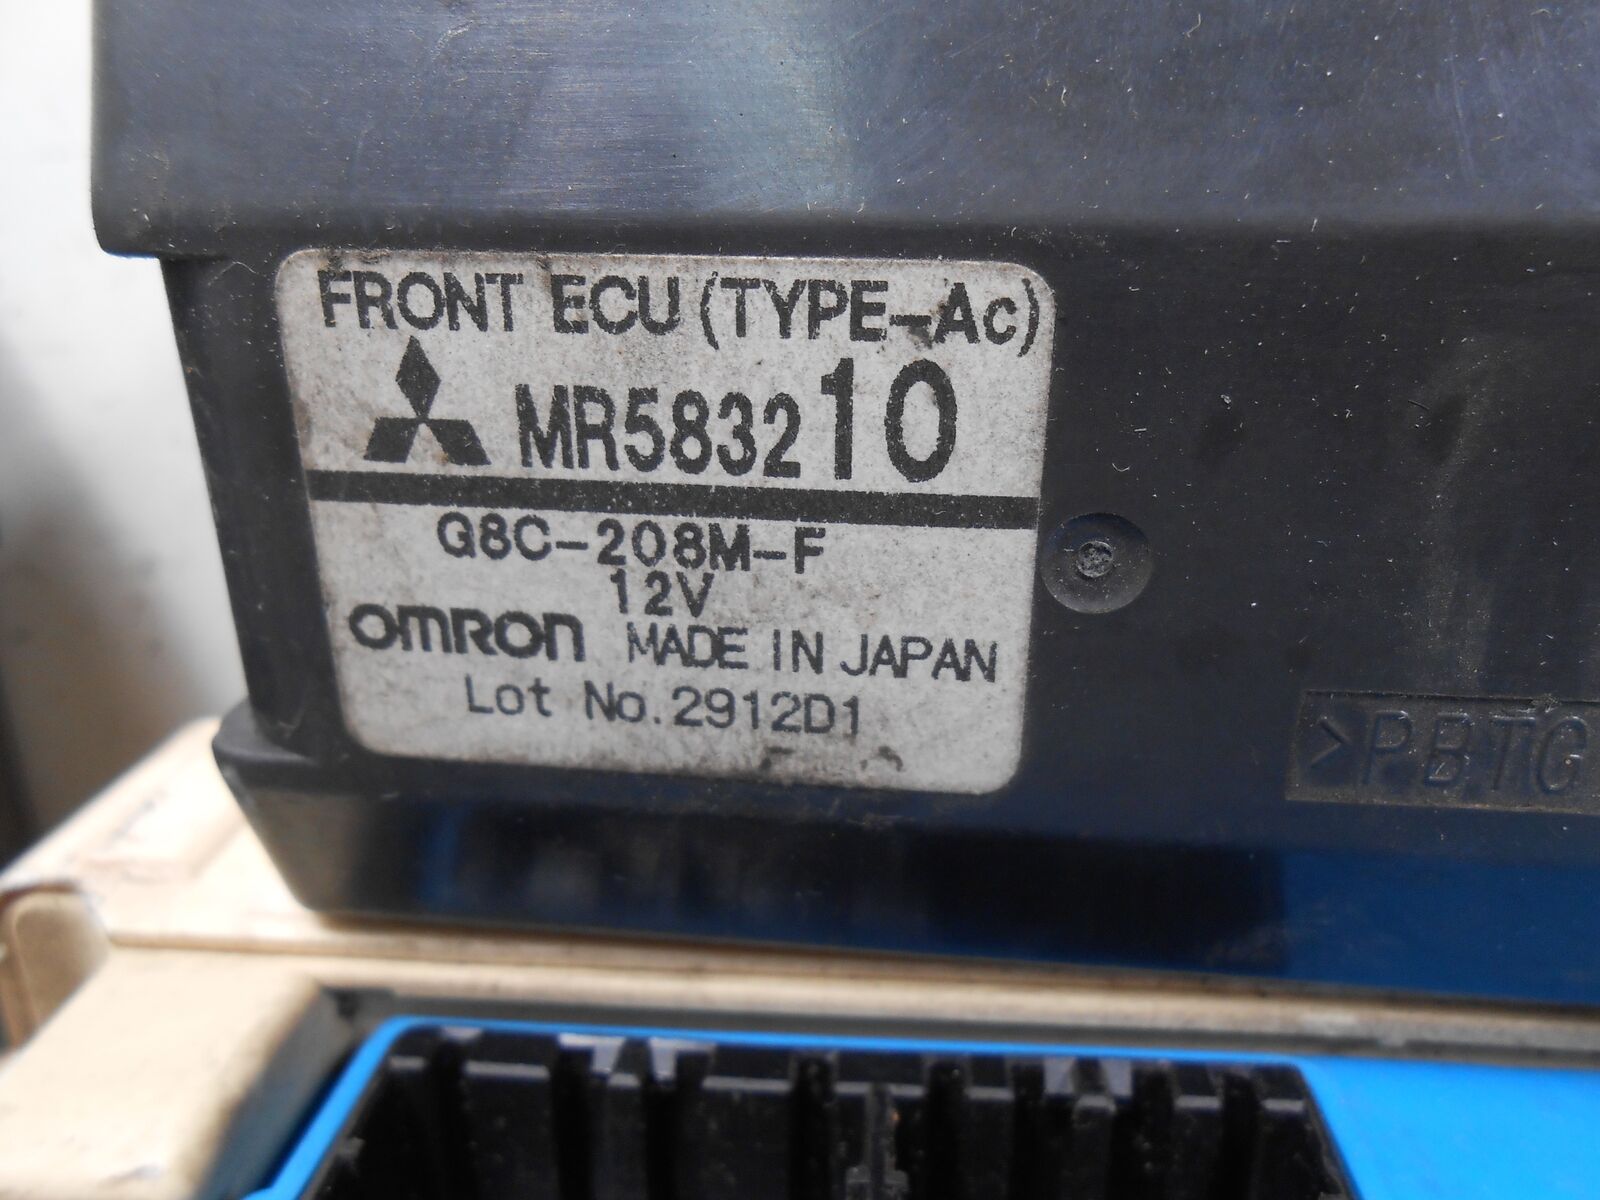 FRONT ECU (TYPE-Ac)
MR583210
G8C-208M-F
12V
OMRON MADE IN JAPAN
Lot No.2912D1
>PBTG